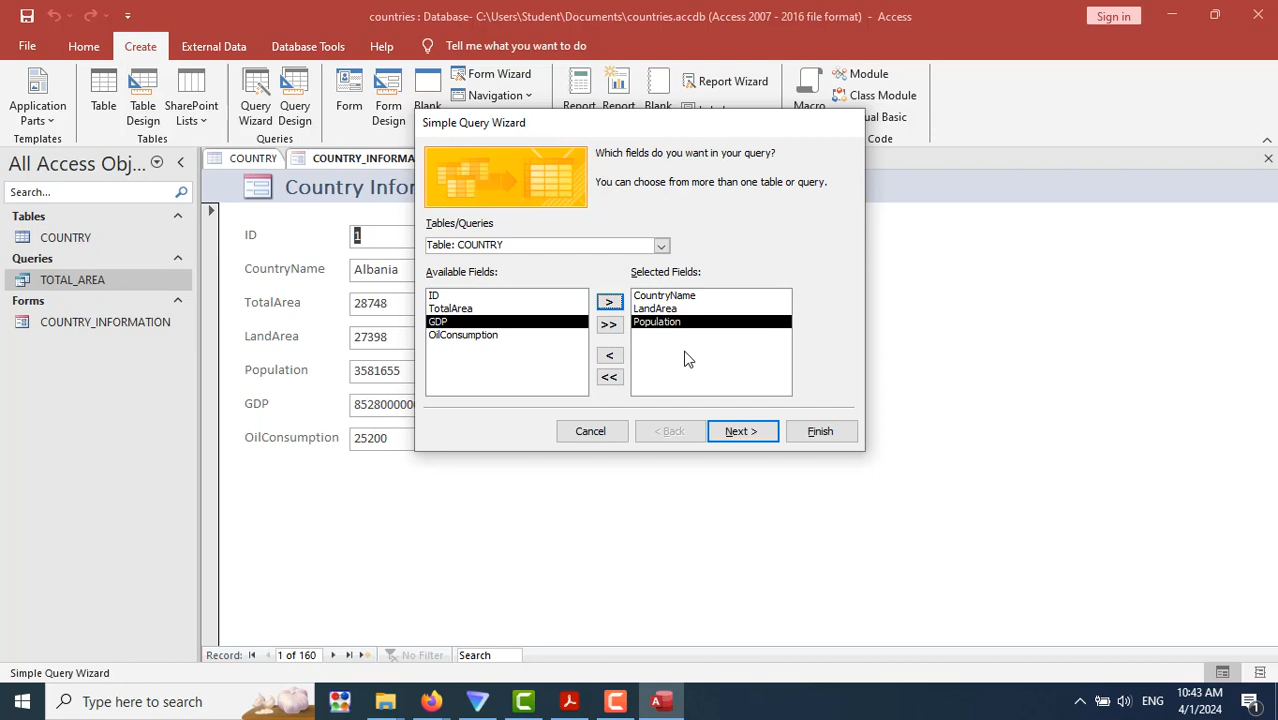 countries : Database- C:\Users\Student\Documents\countries.accdb (Access 2007 - 2016 file format) - Access
Sign in
File Home Create External Data Database Tools Help Tell me what you want to do
Application Parts
Table
Table Design
SharePoint Lists
Query Wizard
Query Design
Form
Form Design
Blank
Form Wizard
Navigation
Report
Report
Blank
Report Wizard
Macro
Module
Class Module
Templates
Tables
Queries
Code
All Access Obj...
Search...
Tables
COUNTRY
Queries
TOTAL_AREA
Forms
COUNTRY_INFORMATION
COUNTRY
COUNTRY_INFORMA
Country Infor
ID 1
CountryName Albania
TotalArea 28748
LandArea 27398
Population 3581655
GDP
OilConsumption 25200
Simple Query Wizard
Which fields do you want in your query?
You can choose from more than one table or query.
Tables/Queries
Table: COUNTRY
Available Fields:
ID
TotalArea
GDP
OilConsumption
>
>>
<
<<
Selected Fields:
CountryName
LandArea
Population
Cancel < Back Next > Finish
Record: 1 of 160 No Filter Search
Simple Query Wizard
Type here to search
ENG
10:43 AM
4/1/2024
1